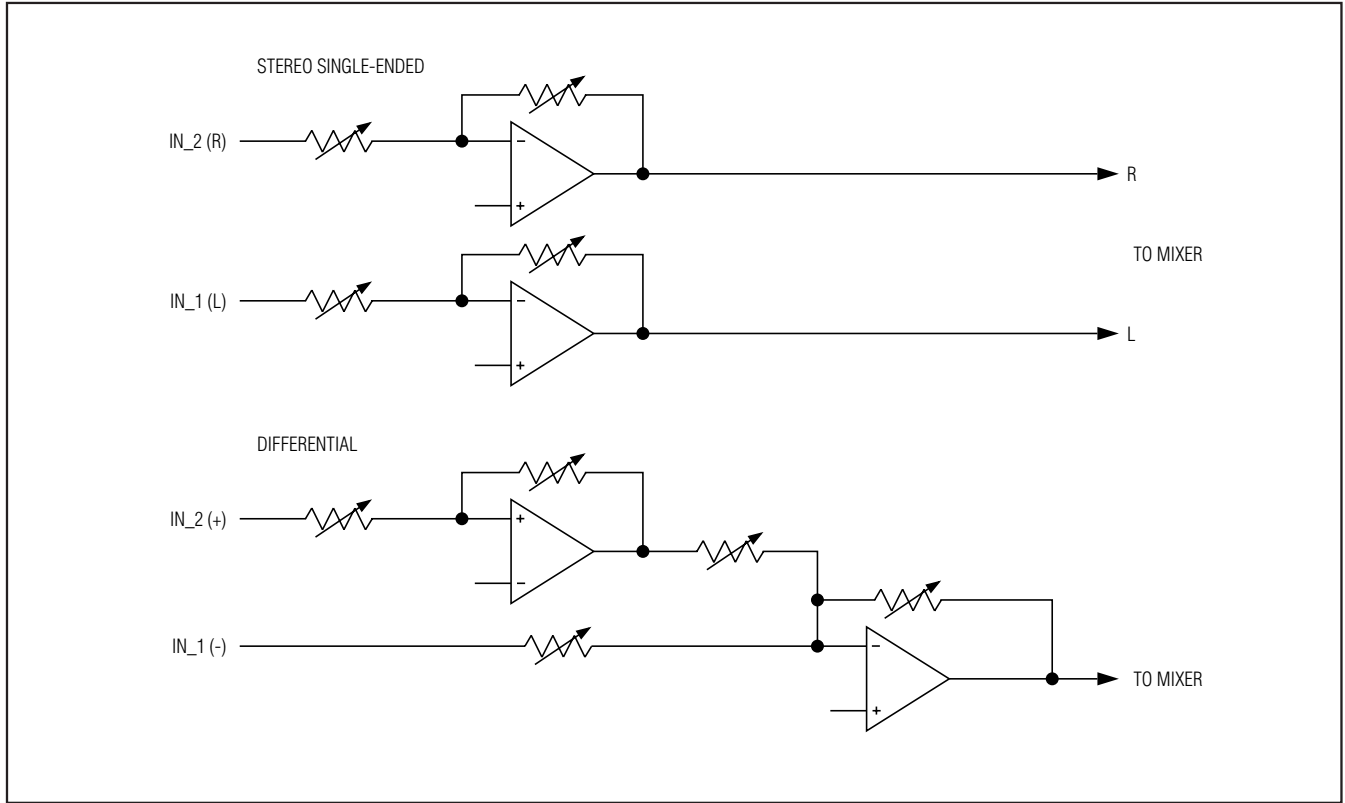 STEREO SINGLE-ENDED
IN_2 (R)
−
+
R
TO MIXER
IN_1 (L)
−
+
L
DIFFERENTIAL
IN_2 (+)
+
−
IN_1 (-)
−
+
TO MIXER